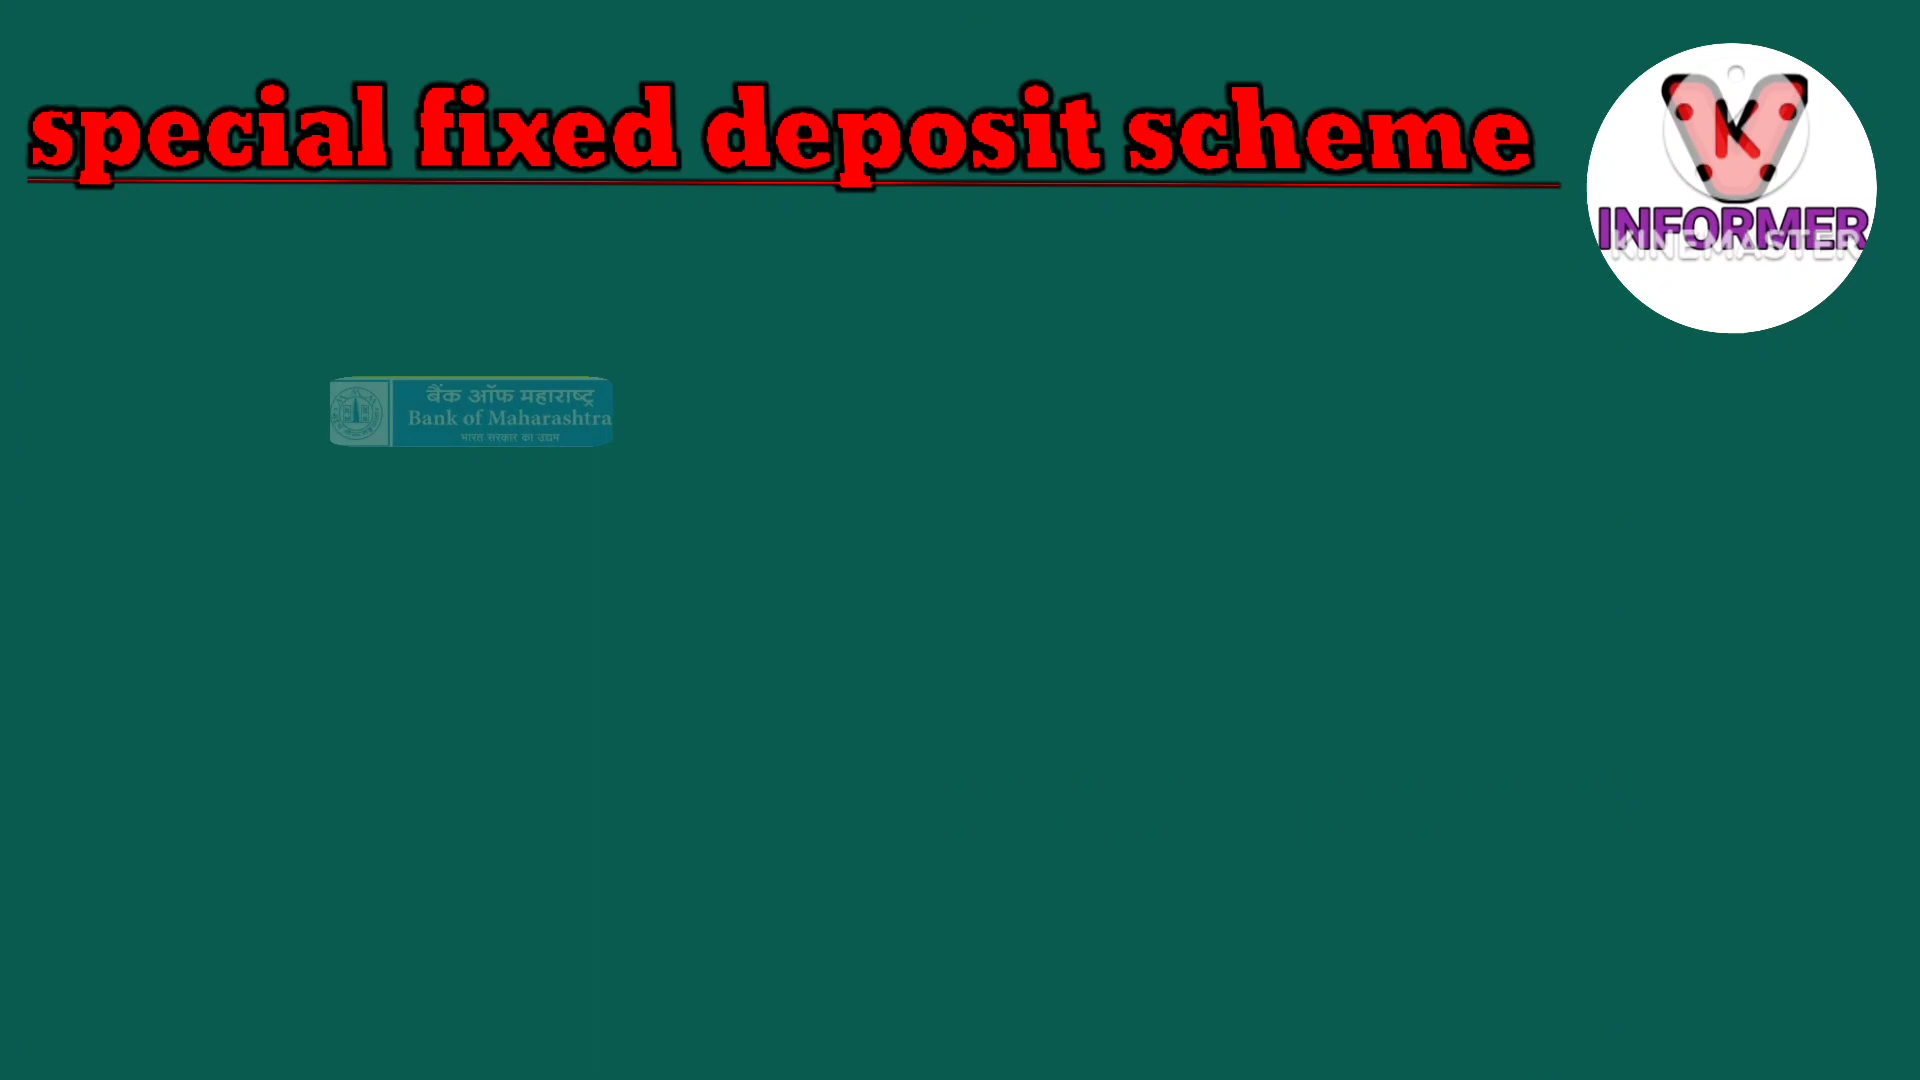 special fixed deposit scheme
K
INFORMER
KINEMASTER
बैंक ऑफ महाराष्ट्र
Bank of Maharashtra
भारत सरकार का उद्यम